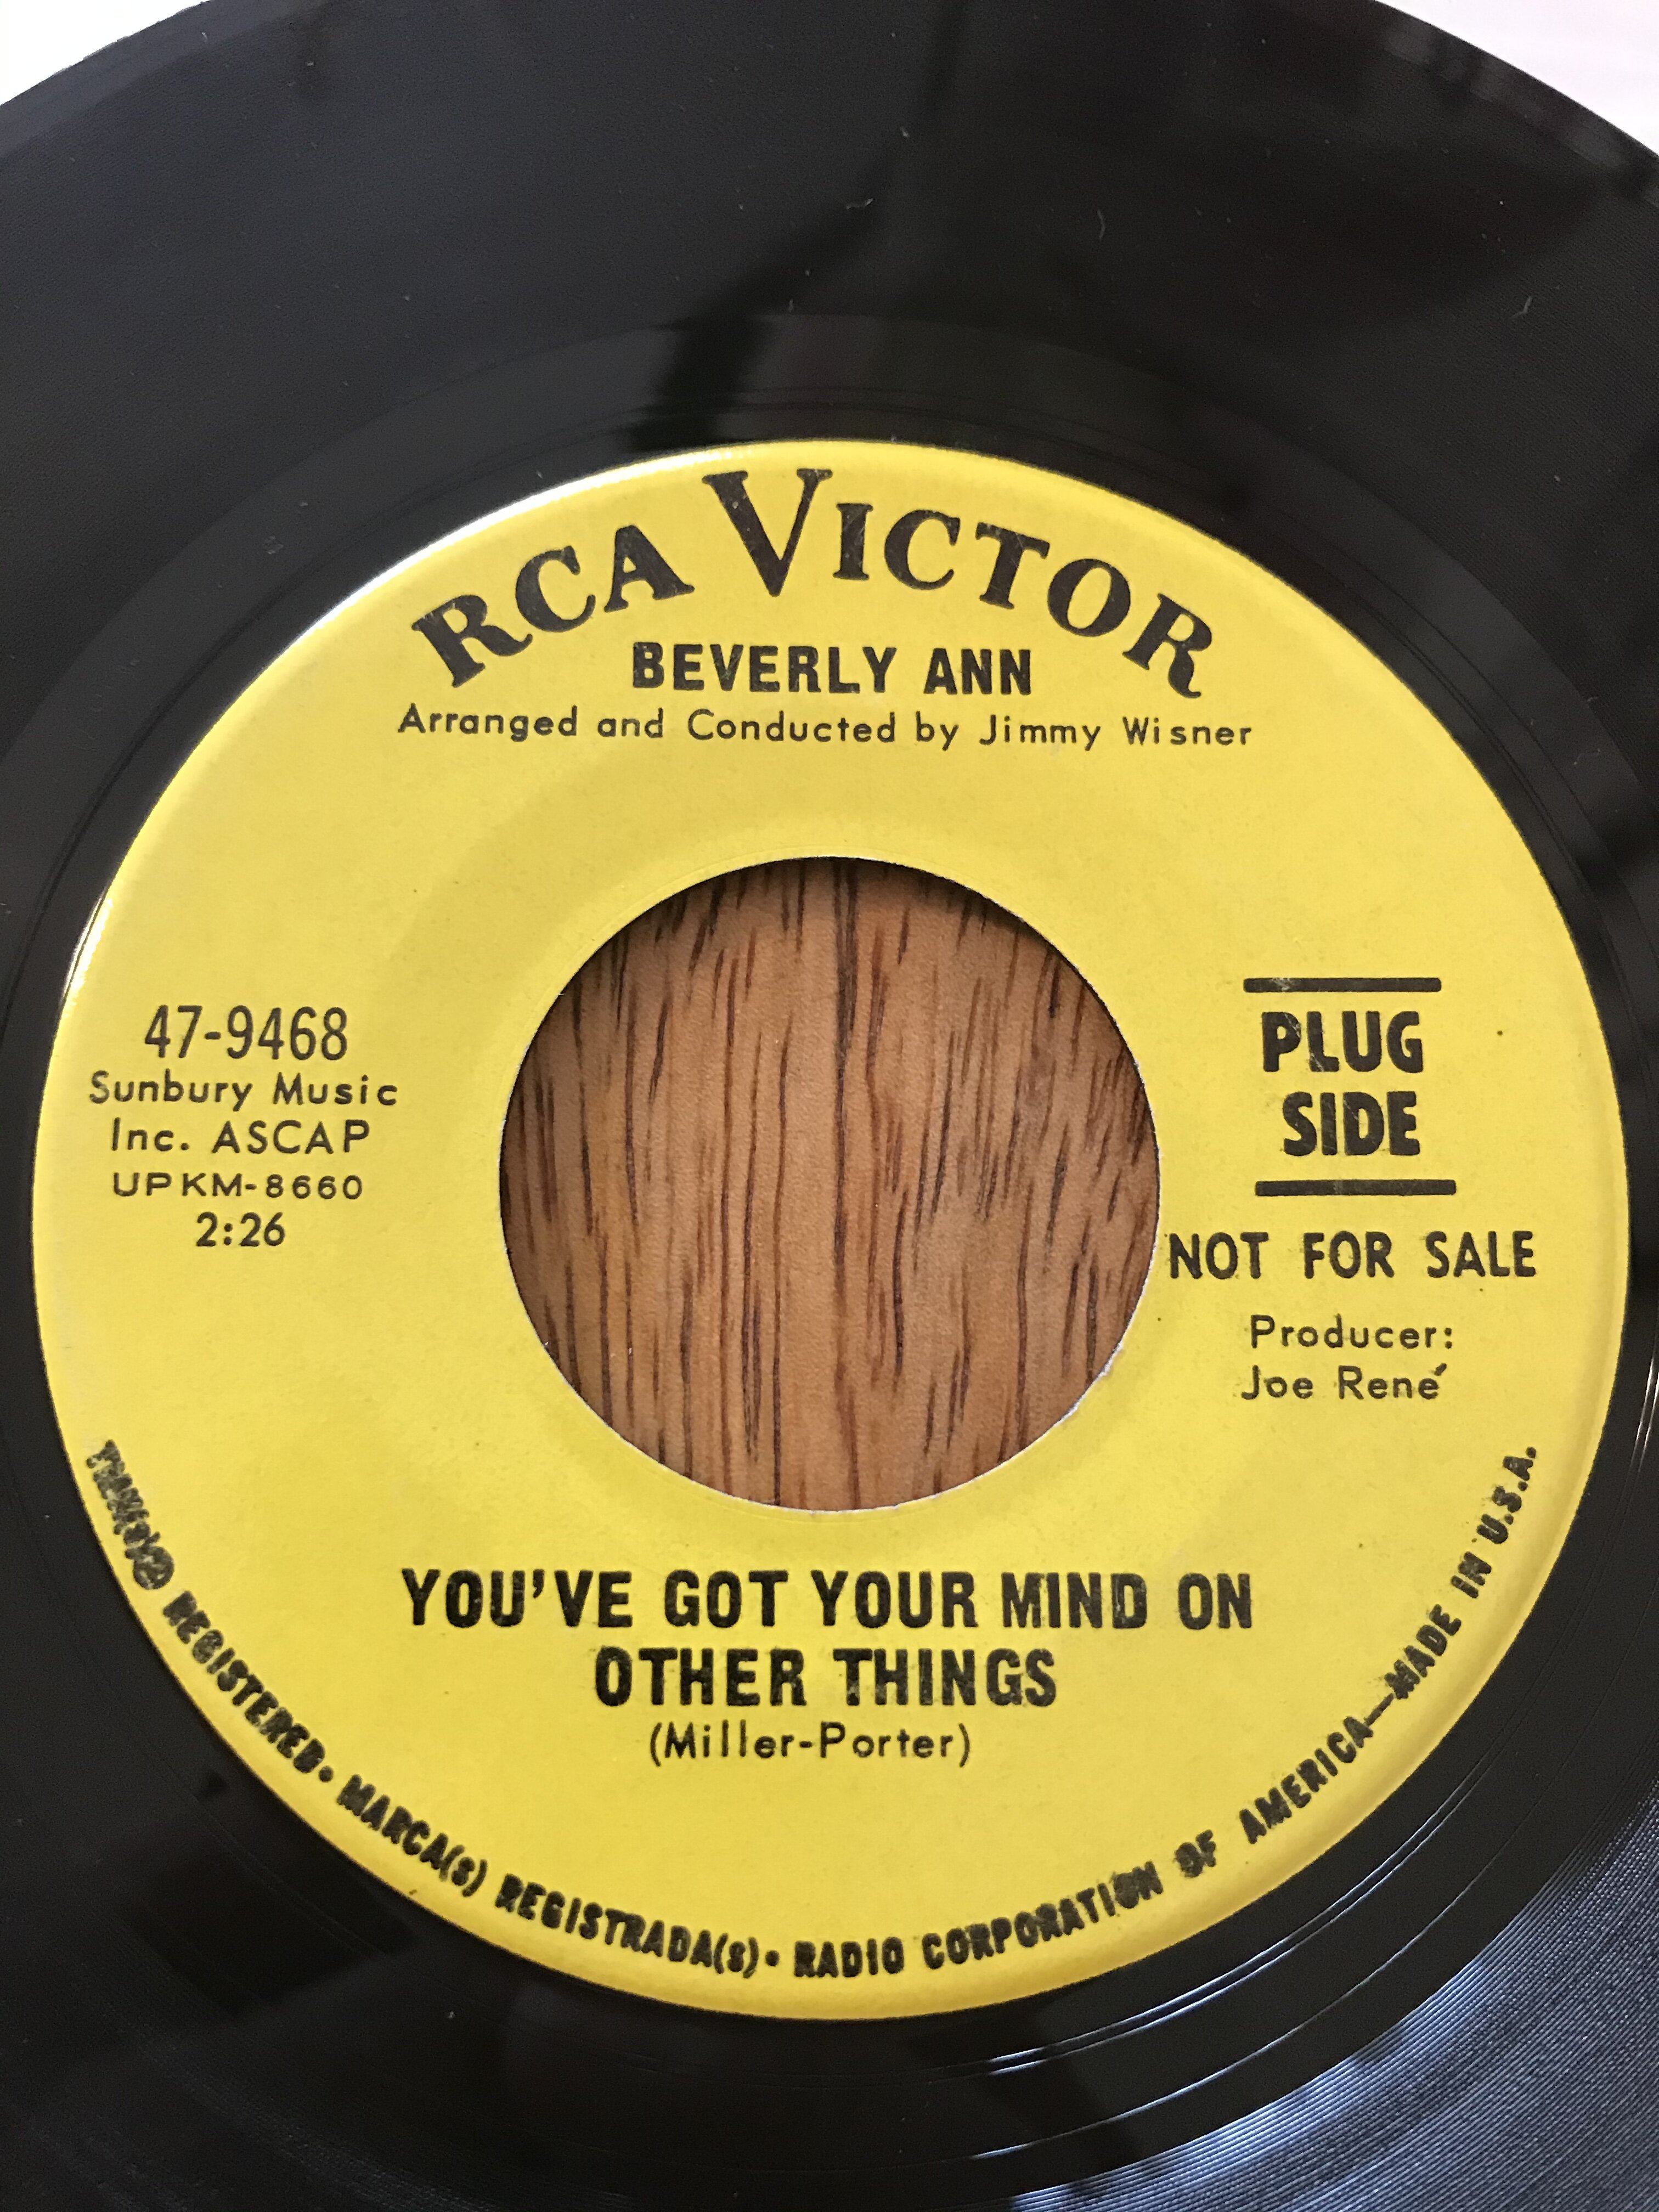 RCA VICTOR
BEVERLY ANN
Arranged and Conducted by Jimmy Wisner
47-9468
Sunbury Music
Inc. ASCAP
UPKM-8660
2:26
PLUG
SIDE
NOT FOR SALE
Producer:
Joe René
YOU'VE GOT YOUR MIND ON
OTHER THINGS
(Miller-Porter)
TMK(s)® REGISTERED • MARCA(s) REGISTRADA(s) • RADIO CORPORATION OF AMERICA—MADE IN U.S.A.